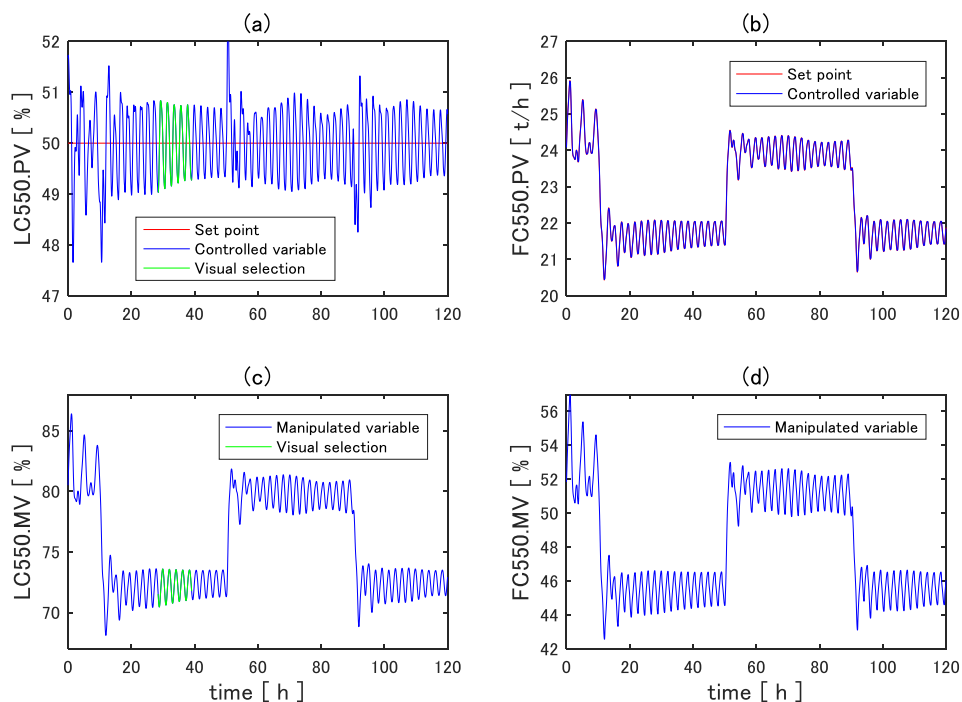 (a)
52
51
50
49
48
47
LC550.PV [ % ]
Set point
Controlled variable
Visual selection
0 20 40 60 80 100 120
(b)
27
26
25
24
23
22
21
20
FC550.PV [ t/h ]
Set point
Controlled variable
0 20 40 60 80 100 120
(c)
85
80
75
70
LC550.MV [ % ]
Manipulated variable
Visual selection
0 20 40 60 80 100 120
time [ h ]
(d)
56
54
52
50
48
46
44
42
FC550.MV [ % ]
Manipulated variable
0 20 40 60 80 100 120
time [ h ]